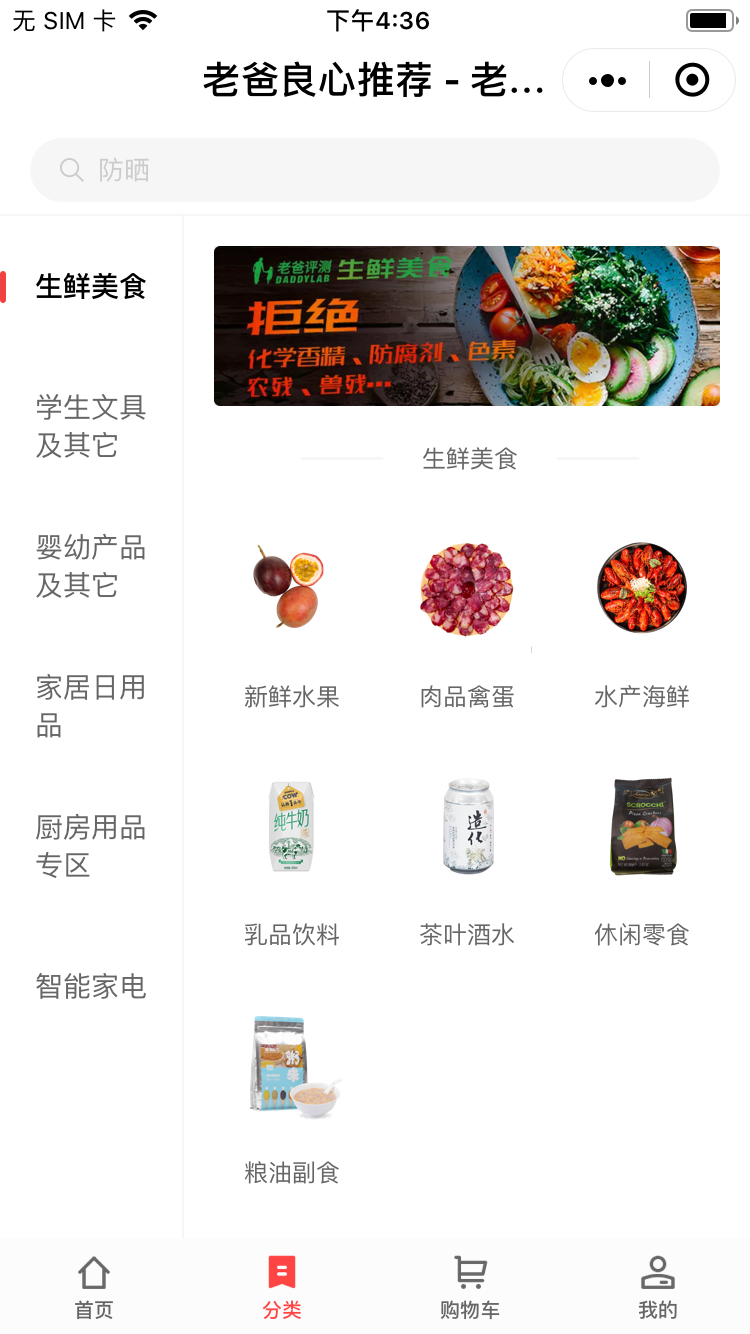 无 SIM 卡
下午4:36
老爸良心推荐 - 老...
防晒
生鲜美食
学生文具
及其它
婴幼产品
及其它
家居日用
品
厨房用品
专区
智能家电
老爸评测
DADDYLAB
生鲜美食
拒绝
化学香精、防腐剂、色素
农残、兽残...
生鲜美食
新鲜水果
肉品禽蛋
水产海鲜
COW
纯牛奶
造化
SCROCCHI
粥
乳品饮料
茶叶酒水
休闲零食
粮油副食
首页
分类
购物车
我的